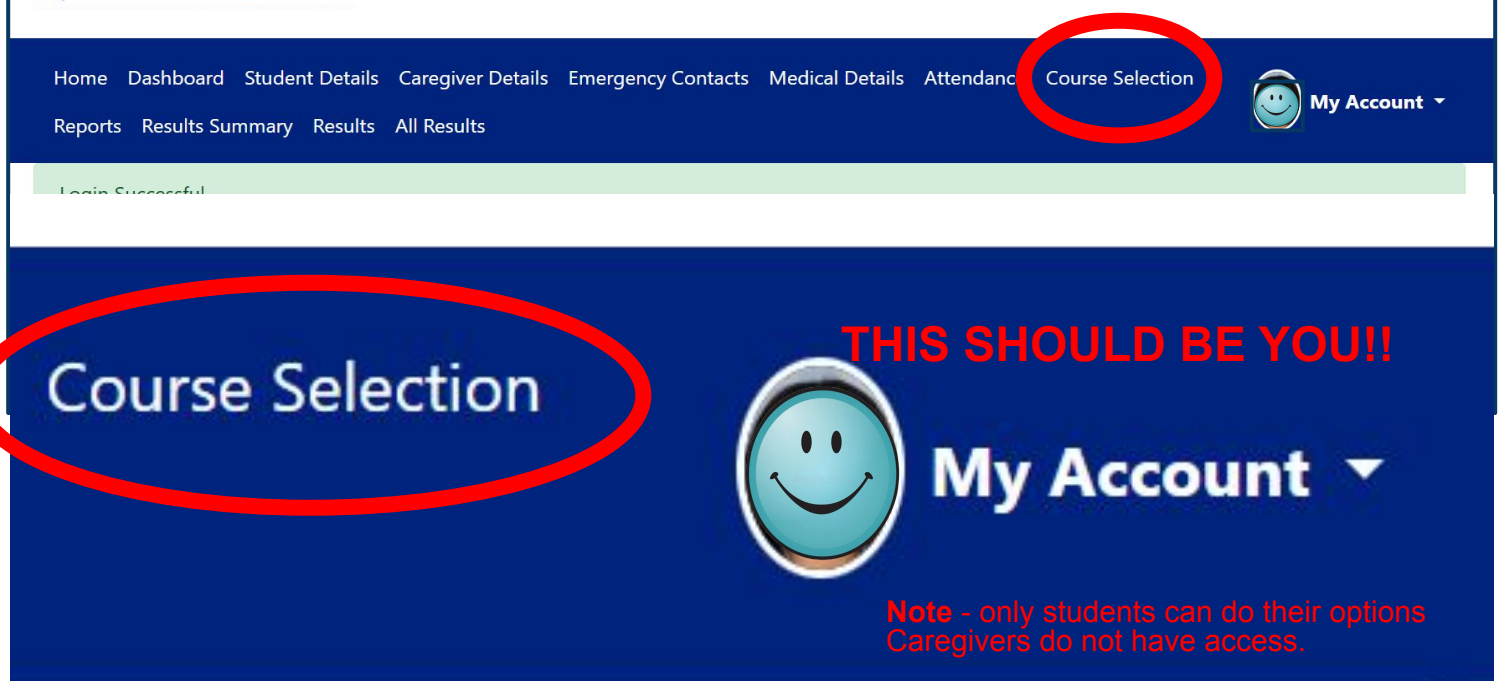 Home Dashboard Student Details Caregiver Details Emergency Contacts Medical Details Attendanc Course Selection
My Account
Reports Results Summary Results All Results
Login Successful
THIS SHOULD BE YOU!!
Course Selection
My Account
Note - only students can do their options
Caregivers do not have access.